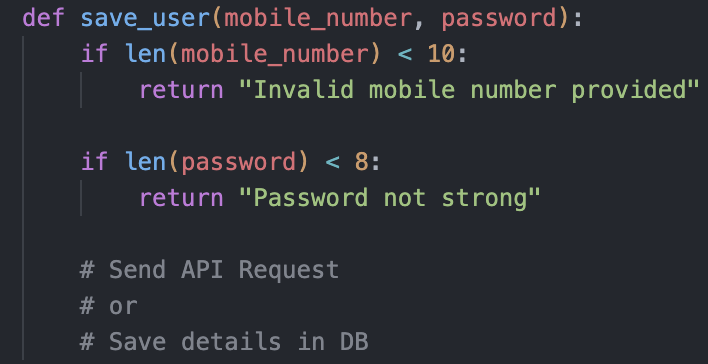 def save_user(mobile_number, password):
    if len(mobile_number) < 10:
        return "Invalid mobile number provided"
    if len(password) < 8:
        return "Password not strong"
    # Send API Request
    # or
    # Save details in DB